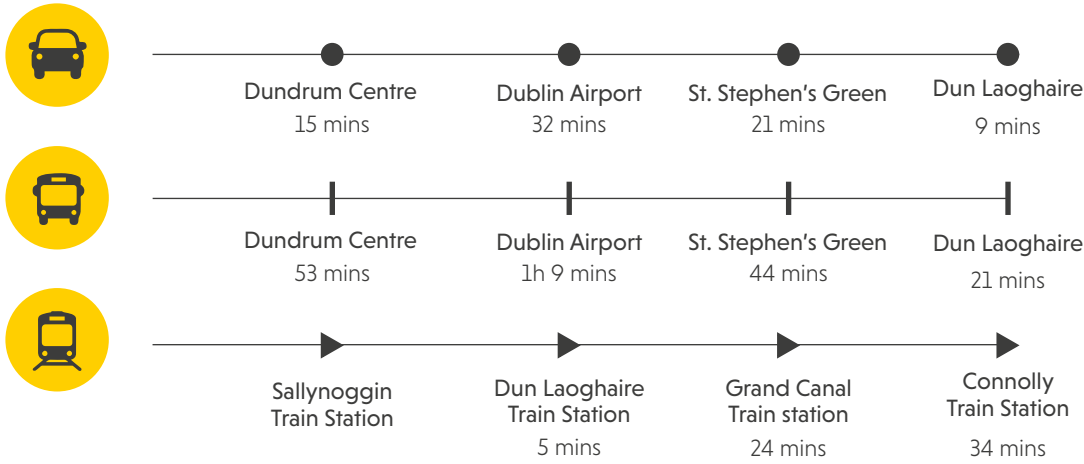 Dundrum Centre
15 mins
Dublin Airport
32 mins
St. Stephen's Green
21 mins
Dun Laoghaire
9 mins
Dundrum Centre
53 mins
Dublin Airport
1h 9 mins
St. Stephen's Green
44 mins
Dun Laoghaire
21 mins
Sallynoggin
Train Station
Dun Laoghaire
Train Station
5 mins
Grand Canal
Train station
24 mins
Connolly
Train Station
34 mins